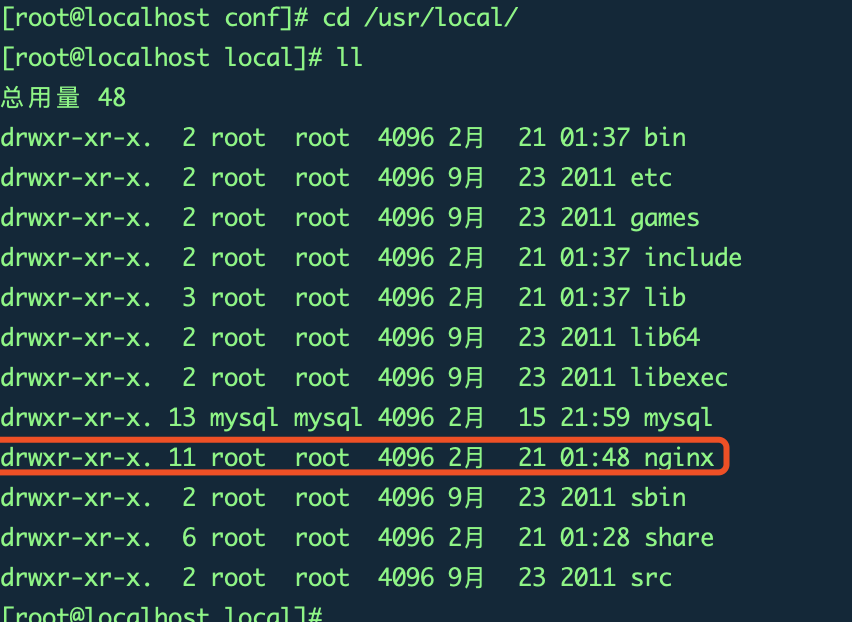 [root@localhost conf]# cd /usr/local/
[root@localhost local]# ll
总用量 48
drwxr-xr-x.  2 root  root  4096 2月  21 01:37 bin
drwxr-xr-x.  2 root  root  4096 9月  23 2011 etc
drwxr-xr-x.  2 root  root  4096 9月  23 2011 games
drwxr-xr-x.  2 root  root  4096 2月  21 01:37 include
drwxr-xr-x.  3 root  root  4096 2月  21 01:37 lib
drwxr-xr-x.  2 root  root  4096 9月  23 2011 lib64
drwxr-xr-x.  2 root  root  4096 9月  23 2011 libexec
drwxr-xr-x. 13 mysql mysql 4096 2月  15 21:59 mysql
drwxr-xr-x. 11 root  root  4096 2月  21 01:48 nginx
drwxr-xr-x.  2 root  root  4096 9月  23 2011 sbin
drwxr-xr-x.  6 root  root  4096 2月  21 01:28 share
drwxr-xr-x.  2 root  root  4096 9月  23 2011 src
[root@localhost local]#